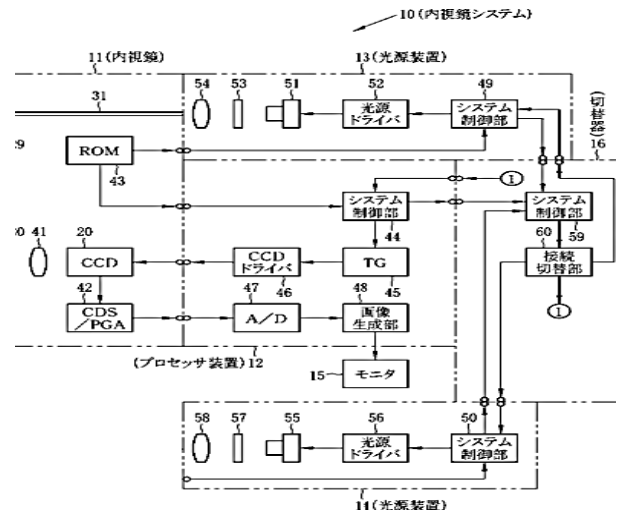 10(内視鏡システム)
11(内視鏡)
13(光源装置)
(切替器)
16
31
54
53
51
52
49
光源
ドライバ
システム
制御部
29
ROM
43
システム
制御部
44
①
システム
制御部
59
41
20
CCD
CCD
ドライバ
46
TG
45
60
接続
切替部
①
42
CDS
/PGA
47
A/D
48
画像
生成部
(プロセッサ装置)12
15
モニタ
58
57
55
56
光源
ドライバ
50
システム
制御部
14(光源装置)